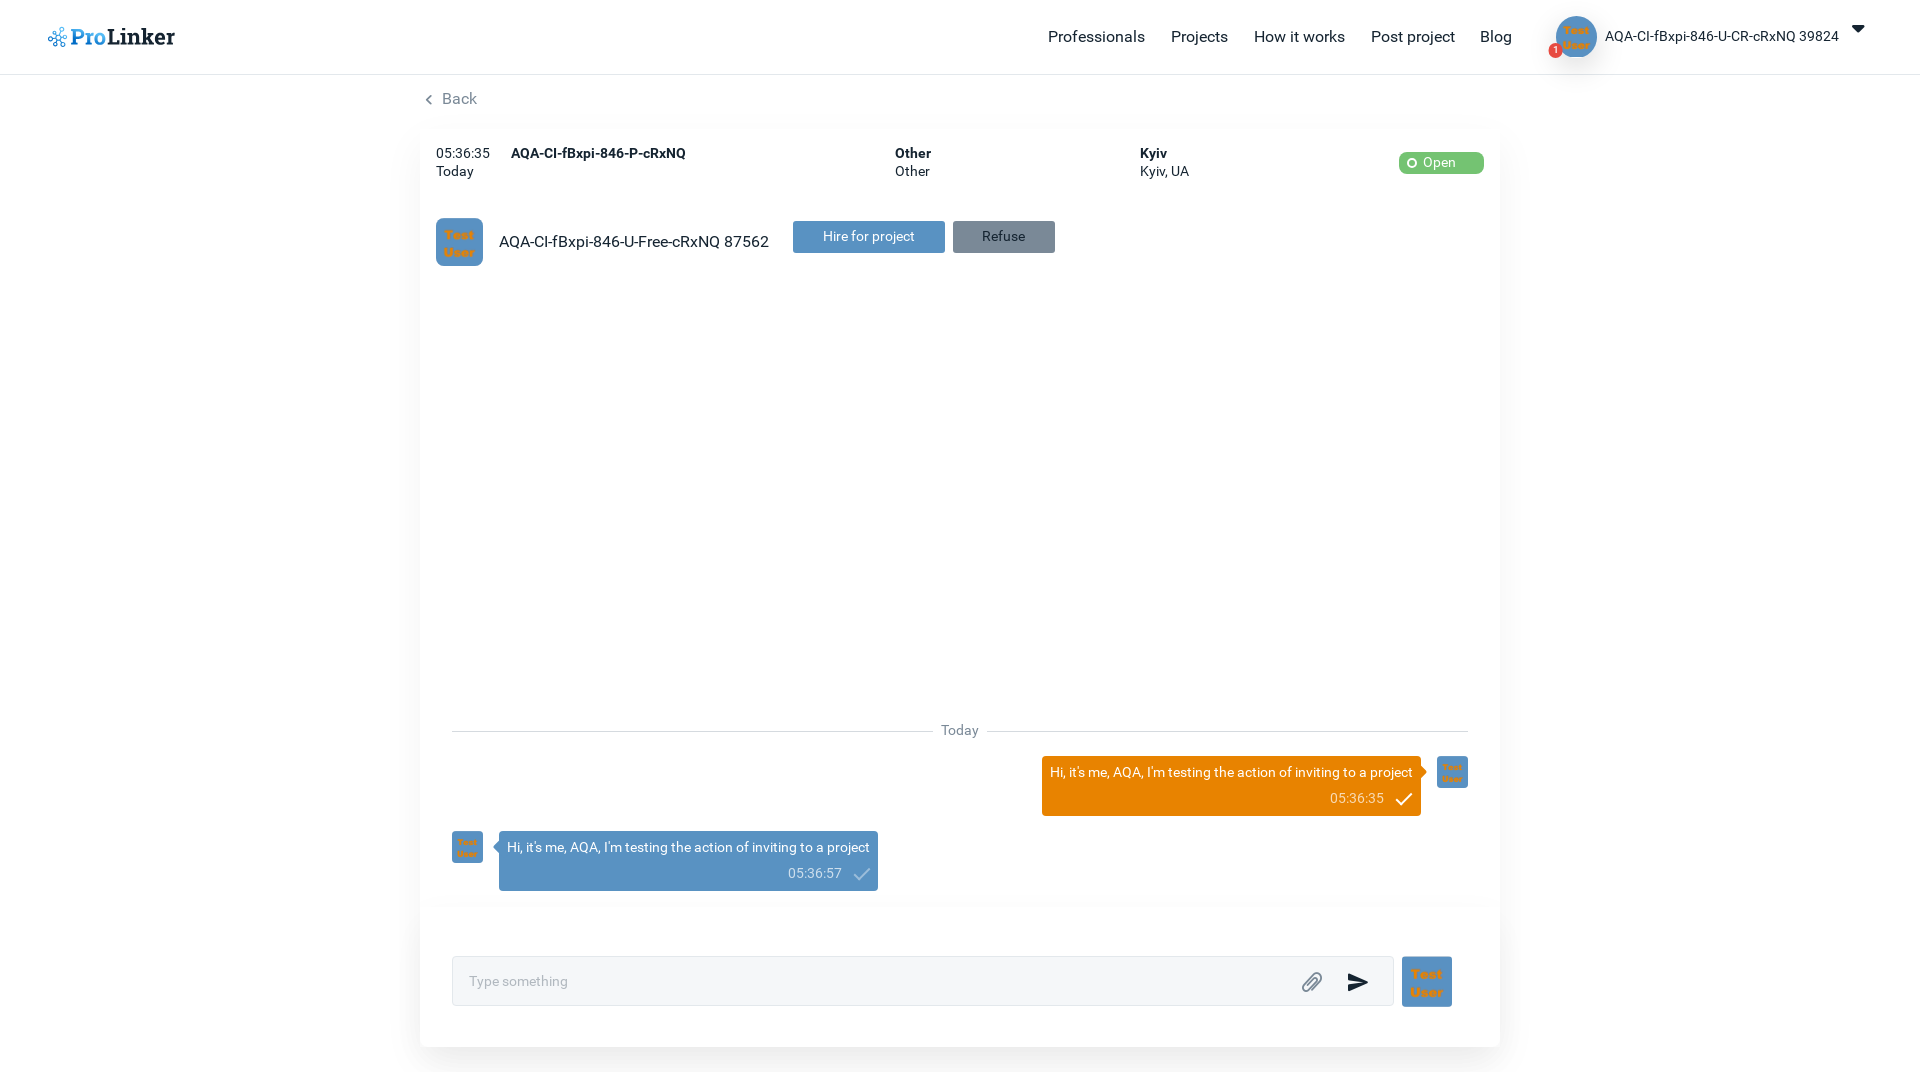 ProLinker
Professionals
Projects
How it works
Post project
Blog
Test
User
1
AQA-CI-fBxpi-846-U-CR-cRxNQ 39824
Back
05:36:35
Today
AQA-CI-fBxpi-846-P-cRxNQ
Other
Other
Kyiv
Kyiv, UA
Open
Test
User
AQA-CI-fBxpi-846-U-Free-cRxNQ 87562
Hire for project
Refuse
Today
Hi, it's me, AQA, I'm testing the action of inviting to a project
05:36:35
Test
User
Test
User
Hi, it's me, AQA, I'm testing the action of inviting to a project
05:36:57
Type something
Test
User